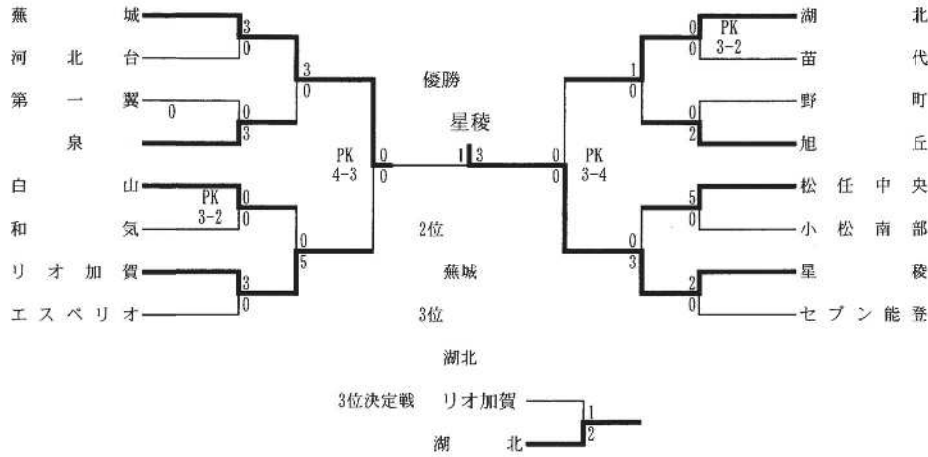 蕪城 3 0 湖北
3 0 PK 0 0 3-2
河北台 苗代
3 0 優勝 1 0
第一翼 0 0 0 野町
3 星稜 2
泉 旭丘
PK 4-3 0 0 1 3 0 0 PK 3-4
白山 PK 3-2 0 0 松任中央
5 0
和気 0 5 2位 0 3 小松南部
リオ加賀 3 0 蕪城 2 0 星稜
エスペリオ 3位 セブン能登
湖北
3位決定戦 リオ加賀 1
湖北 2